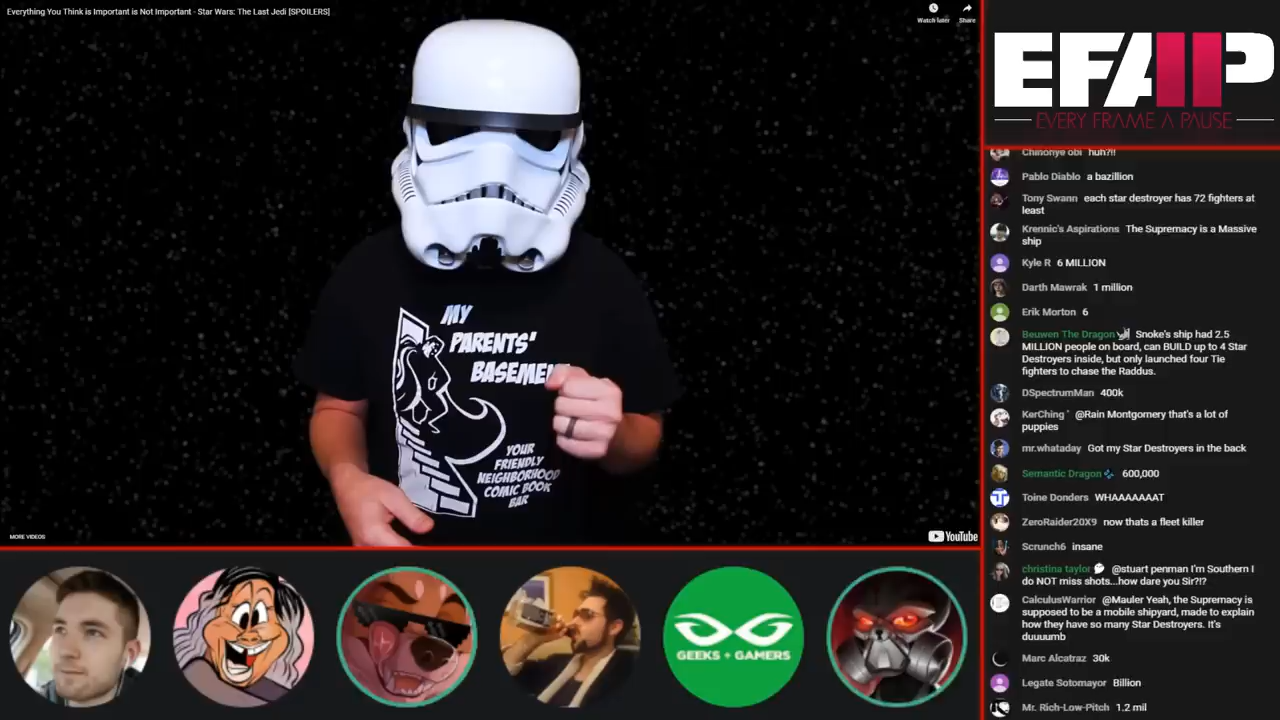 Everything You Think is Important is Not Important - Star Wars: The Last Jedi [SPOILERS]
Watch later
Share
MY
PARENTS'
BASEMEN
YOUR
FRIENDLY
NEIGHBORHOOD
COMIC BOOK
BAR
MORE VIDEOS
YouTube
GEEKS + GAMERS
EFAP
EVERY FRAME A PAUSE
Chinonye obi huh?!!
Pablo Diablo a bazillion
Tony Swann each star destroyer has 72 fighters at
least
Krennic's Aspirations The Supremacy is a Massive
ship
Kyle R 6 MILLION
Darth Mawrak 1 million
Erik Morton 6
Beuwen The Dragon Snoke's ship had 2.5
MILLION people on board, can BUILD up to 4 Star
Destroyers inside, but only launched four Tie
fighters to chase the Raddus.
DSpectrumMan 400k
KerChing ` @Rain Montgomery that's a lot of
puppies
mr.whataday Got my Star Destroyers in the back
Semantic Dragon 600,000
Toine Donders WHAAAAAAT
ZeroRaider20X9 now thats a fleet killer
Scrunch6 insane
christina taylor @stuart penman I'm Southern I
do NOT miss shots...how dare you Sir?!?
CalculusWarrior @Mauler Yeah, the Supremacy is
supposed to be a mobile shipyard, made to explain
how they have so many Star Destroyers. It's
duuuumb
Marc Alcatraz 30k
Legate Sotomayor Billion
Mr. Rich-Low-Pitch 1.2 mil